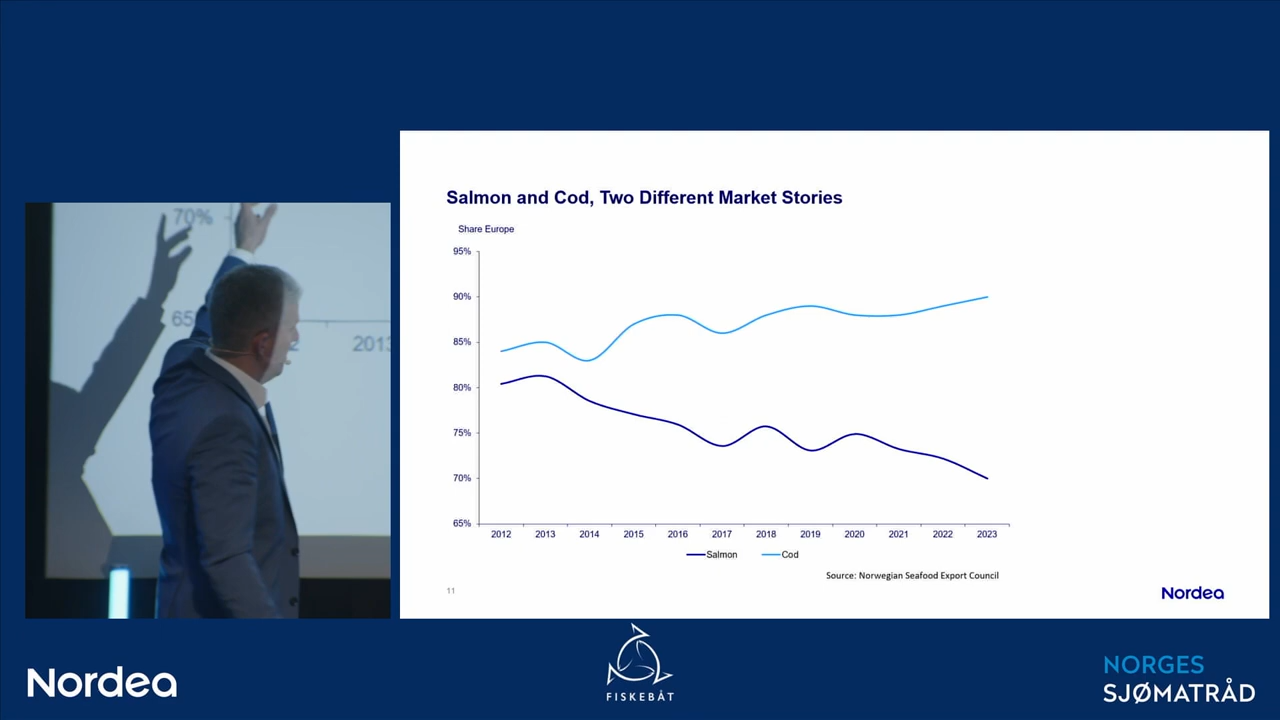 Salmon and Cod, Two Different Market Stories
Share Europe
95%
90%
85%
80%
75%
70%
65%
2012 2013 2014 2015 2016 2017 2018 2019 2020 2021 2022 2023
Salmon Cod
Source: Norwegian Seafood Export Council
11
Nordea
70%
65
2 2013
Nordea
FISKEBÅT
NORGES
SJØMATRÅD